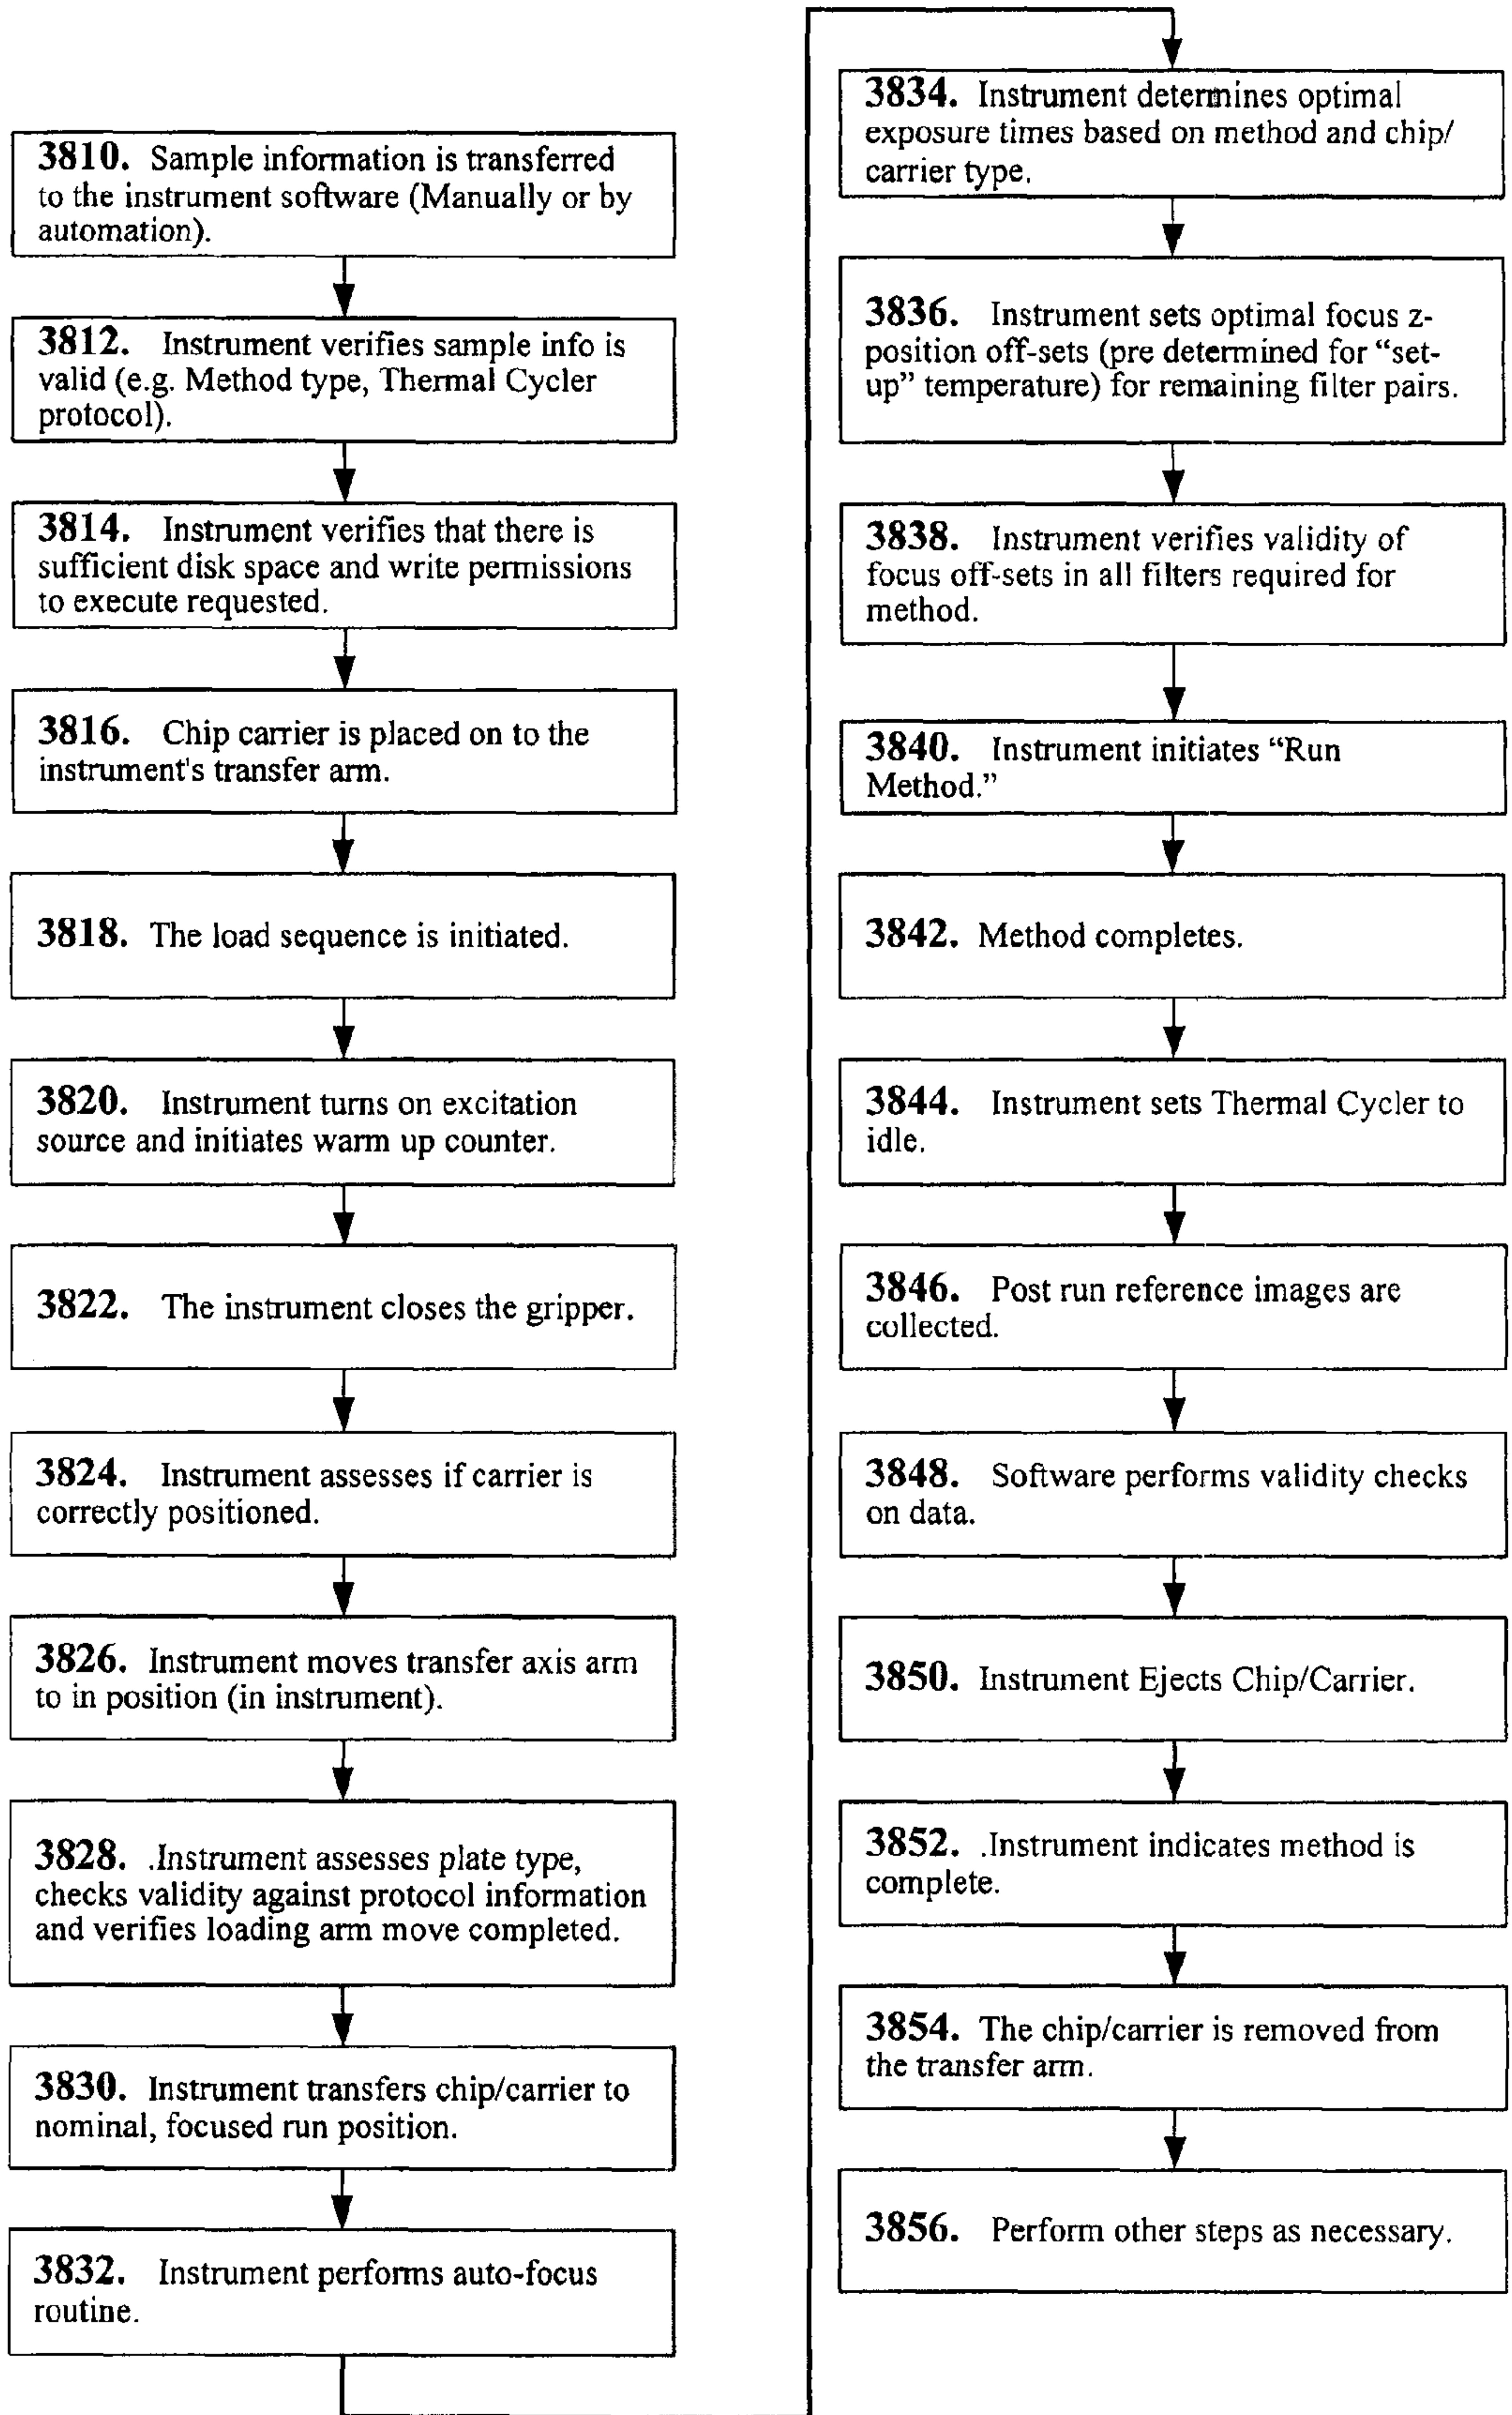 3810. Sample information is transferred
to the instrument software (Manually or by
automation).
3812. Instrument verifies sample info is
valid (e.g. Method type, Thermal Cycler
protocol).
3814. Instrument verifies that there is
sufficient disk space and write permissions
to execute requested.
3816. Chip carrier is placed on to the
instrument's transfer arm.
3818. The load sequence is initiated.
3820. Instrument turns on excitation
source and initiates warm up counter.
3822. The instrument closes the gripper.
3824. Instrument assesses if carrier is
correctly positioned.
3826. Instrument moves transfer axis arm
to in position (in instrument).
3828. .Instrument assesses plate type,
checks validity against protocol information
and verifies loading arm move completed.
3830. Instrument transfers chip/carrier to
nominal, focused run position.
3832. Instrument performs auto-focus
routine.
3834. Instrument determines optimal
exposure times based on method and chip/
carrier type.
3836. Instrument sets optimal focus z-
position off-sets (pre determined for “set-
up” temperature) for remaining filter pairs.
3838. Instrument verifies validity of
focus off-sets in all filters required for
method.
3840. Instrument initiates “Run
Method.”
3842. Method completes.
3844. Instrument sets Thermal Cycler to
idle.
3846. Post run reference images are
collected.
3848. Software performs validity checks
on data.
3850. Instrument Ejects Chip/Carrier.
3852. .Instrument indicates method is
complete.
3854. The chip/carrier is removed from
the transfer arm.
3856. Perform other steps as necessary.